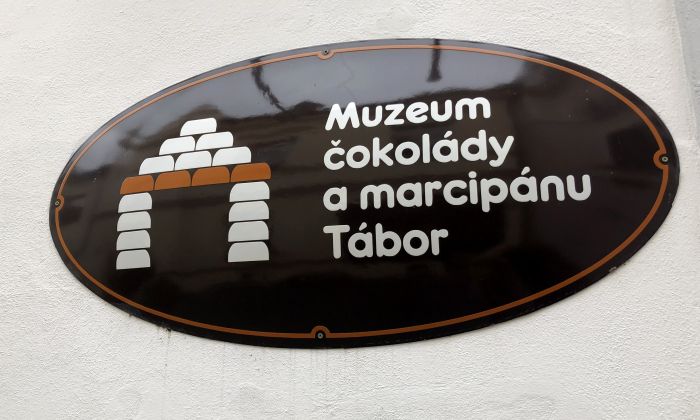 Muzeum
čokolády
a marcipánu
Tábor